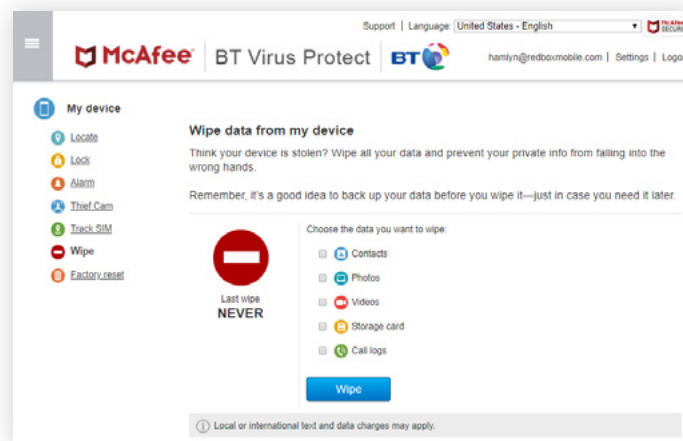 Support | Language: United States - English
McAfee SECURE
McAfee | BT Virus Protect | BT
hamlyn@redboxmobile.com | Settings |
My device
Locate
Lock
Alarm
Thief Cam
Track SIM
Wipe
Factory reset
Wipe data from my device
Think your device is stolen? Wipe all your data and prevent your private info from falling into the
wrong hands.
Remember, it's a good idea to back up your data before you wipe it—just in case you need it later.
Last wipe
NEVER
Choose the data you want to wipe:
Contacts
Photos
Videos
Storage card
Call logs
Wipe
Local or international text and data charges may apply.